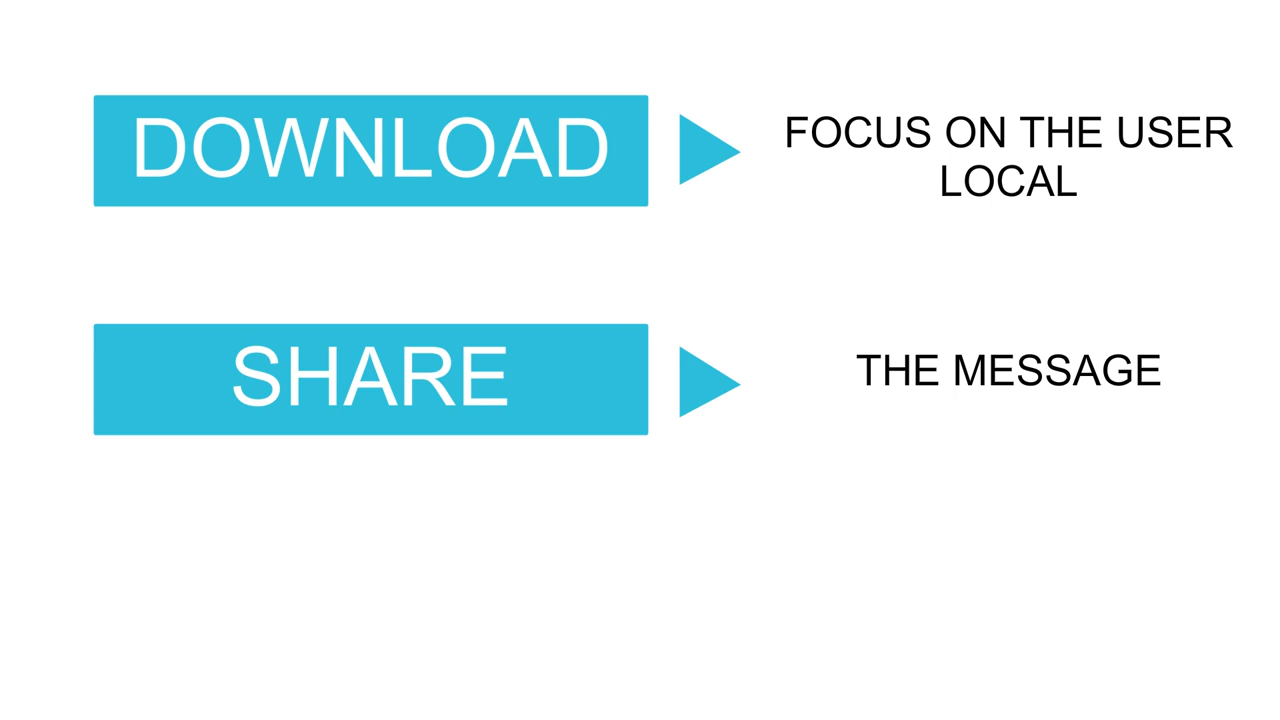 DOWNLOAD
FOCUS ON THE USER
LOCAL
SHARE
THE MESSAGE